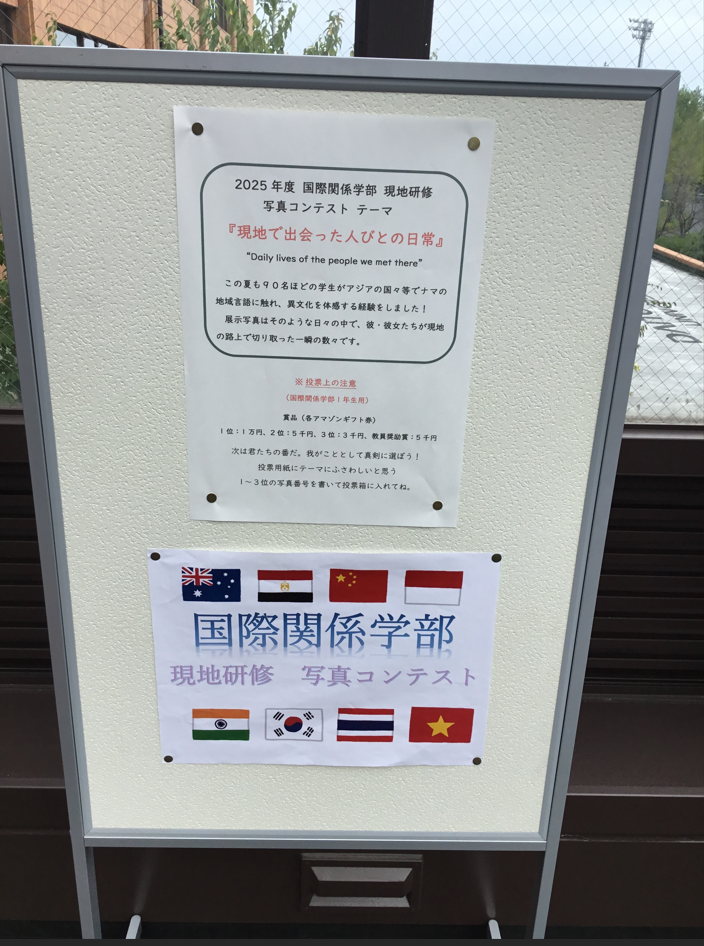 2025年度 国際関係学部 現地研修
写真コンテスト テーマ
『現地で出会った人びとの日常』
“Daily lives of the people we met there”
この夏も９０名ほどの学生がアジアの国々等でナマの
地域言語に触れ、異文化を体感する経験をしました！
展示写真はそのような日々の中で、彼・彼女たちが現地
の路上で切り取った一瞬の数々です。
※ 投票上の注意
（国際関係学部１年生用）
賞品（各アマゾンギフト券）
１位：１万円、２位：５千円、３位：３千円、教員奨励賞：５千円
次は君たちの番だ。我がこととして真剣に選ぼう！
投票用紙にテーマにふさわしいと思う
１～３位の写真番号を書いて投票箱に入れてね。
国際関係学部
現地研修　写真コンテスト